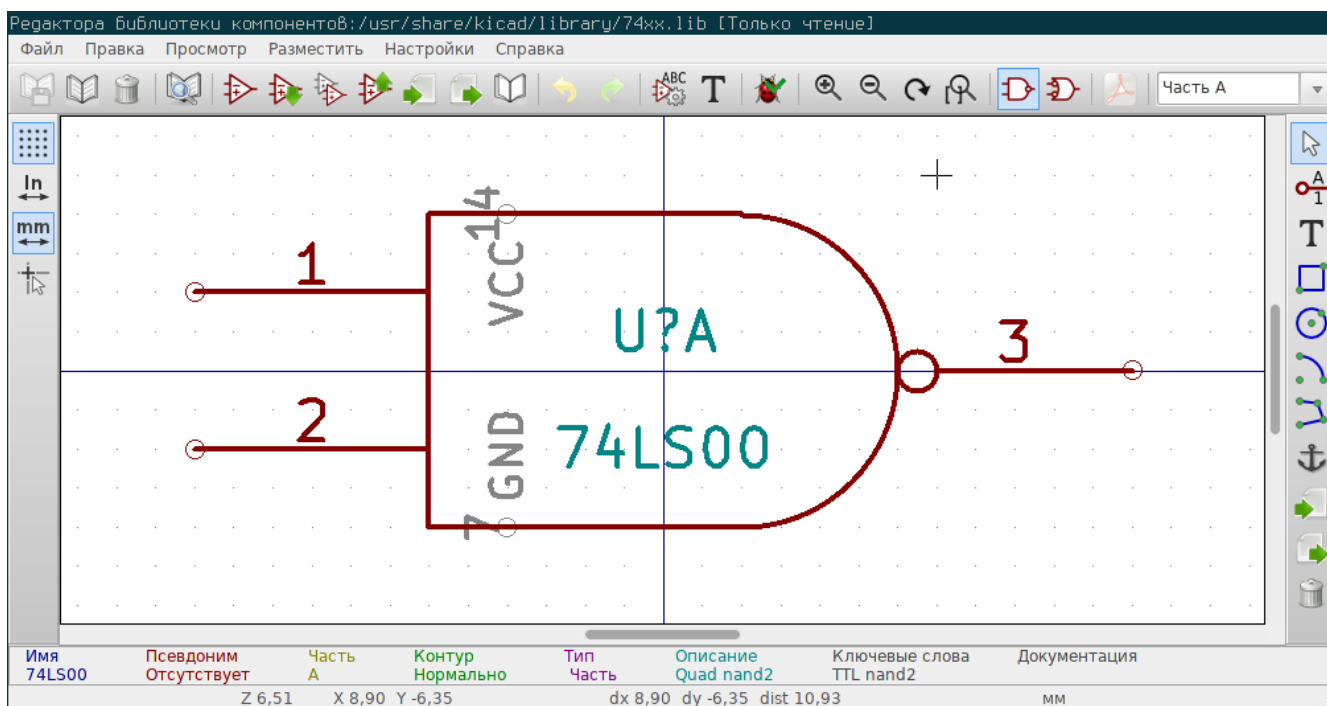 Редактора библиотеки компонентов:/usr/share/kicad/library/74xx.lib [Только чтение]
Файл Правка Просмотр Разместить Настройки Справка
ABC T Часть A
In
mm
A
1
T
14
VCC
1
2
3
U?A
74LS00
GND
7
Имя Псевдоним Часть Контур Тип Описание Ключевые слова Документация
74LS00 Отсутствует A Нормально Часть Quad nand2 TTL nand2
Z 6,51 X 8,90 Y -6,35 dx 8,90 dy -6,35 dist 10,93 мм